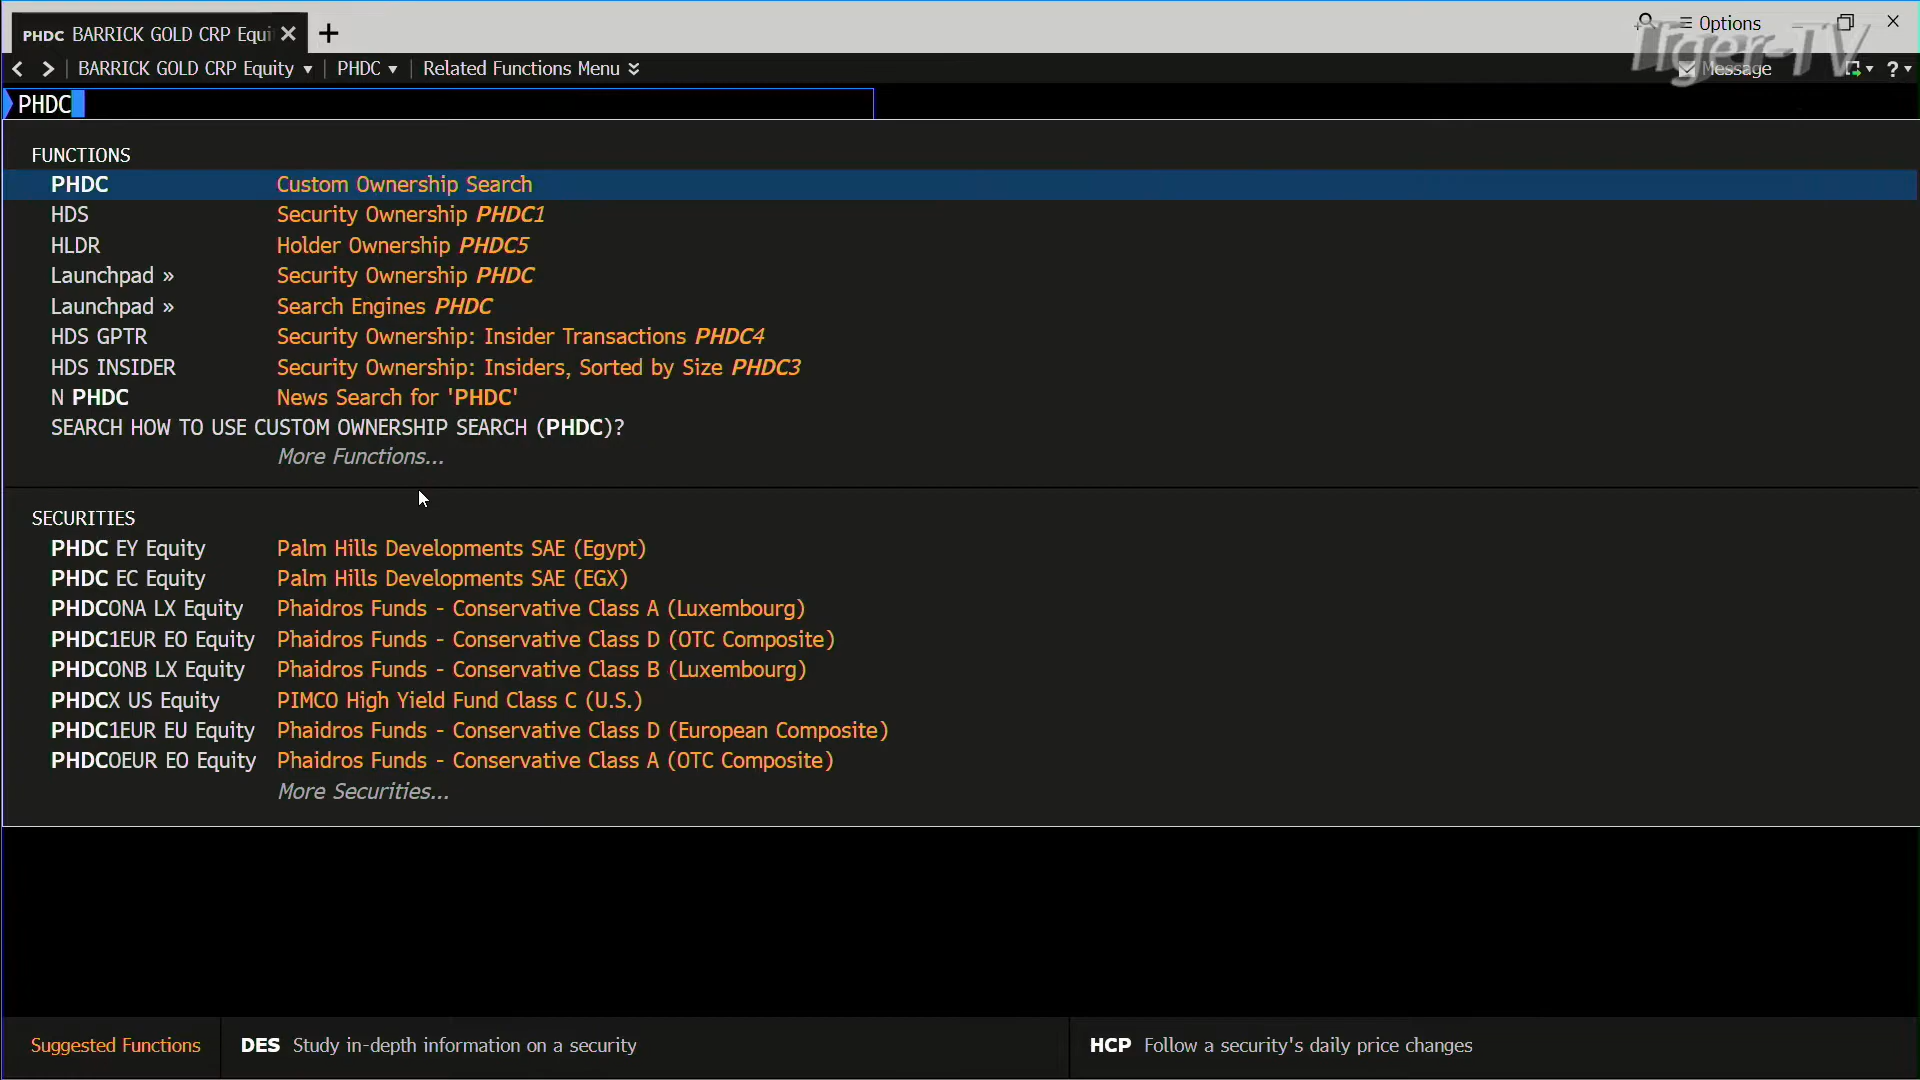 PHDC BARRICK GOLD CRP Equi
Options
Tiger-TV
BARRICK GOLD CRP Equity PHDC Related Functions Menu
Message
?
PHDC
FUNCTIONS
PHDC Custom Ownership Search
HDS Security Ownership PHDC1
HLDR Holder Ownership PHDC5
Launchpad » Security Ownership PHDC
Launchpad » Search Engines PHDC
HDS GPTR Security Ownership: Insider Transactions PHDC4
HDS INSIDER Security Ownership: Insiders, Sorted by Size PHDC3
N PHDC News Search for 'PHDC'
SEARCH HOW TO USE CUSTOM OWNERSHIP SEARCH (PHDC)?
More Functions...
SECURITIES
PHDC EY Equity Palm Hills Developments SAE (Egypt)
PHDC EC Equity Palm Hills Developments SAE (EGX)
PHDCONA LX Equity Phaidros Funds - Conservative Class A (Luxembourg)
PHDC1EUR EO Equity Phaidros Funds - Conservative Class D (OTC Composite)
PHDCONB LX Equity Phaidros Funds - Conservative Class B (Luxembourg)
PHDCX US Equity PIMCO High Yield Fund Class C (U.S.)
PHDC1EUR EU Equity Phaidros Funds - Conservative Class D (European Composite)
PHDC0EUR EO Equity Phaidros Funds - Conservative Class A (OTC Composite)
More Securities...
Suggested Functions DES Study in-depth information on a security HCP Follow a security's daily price changes